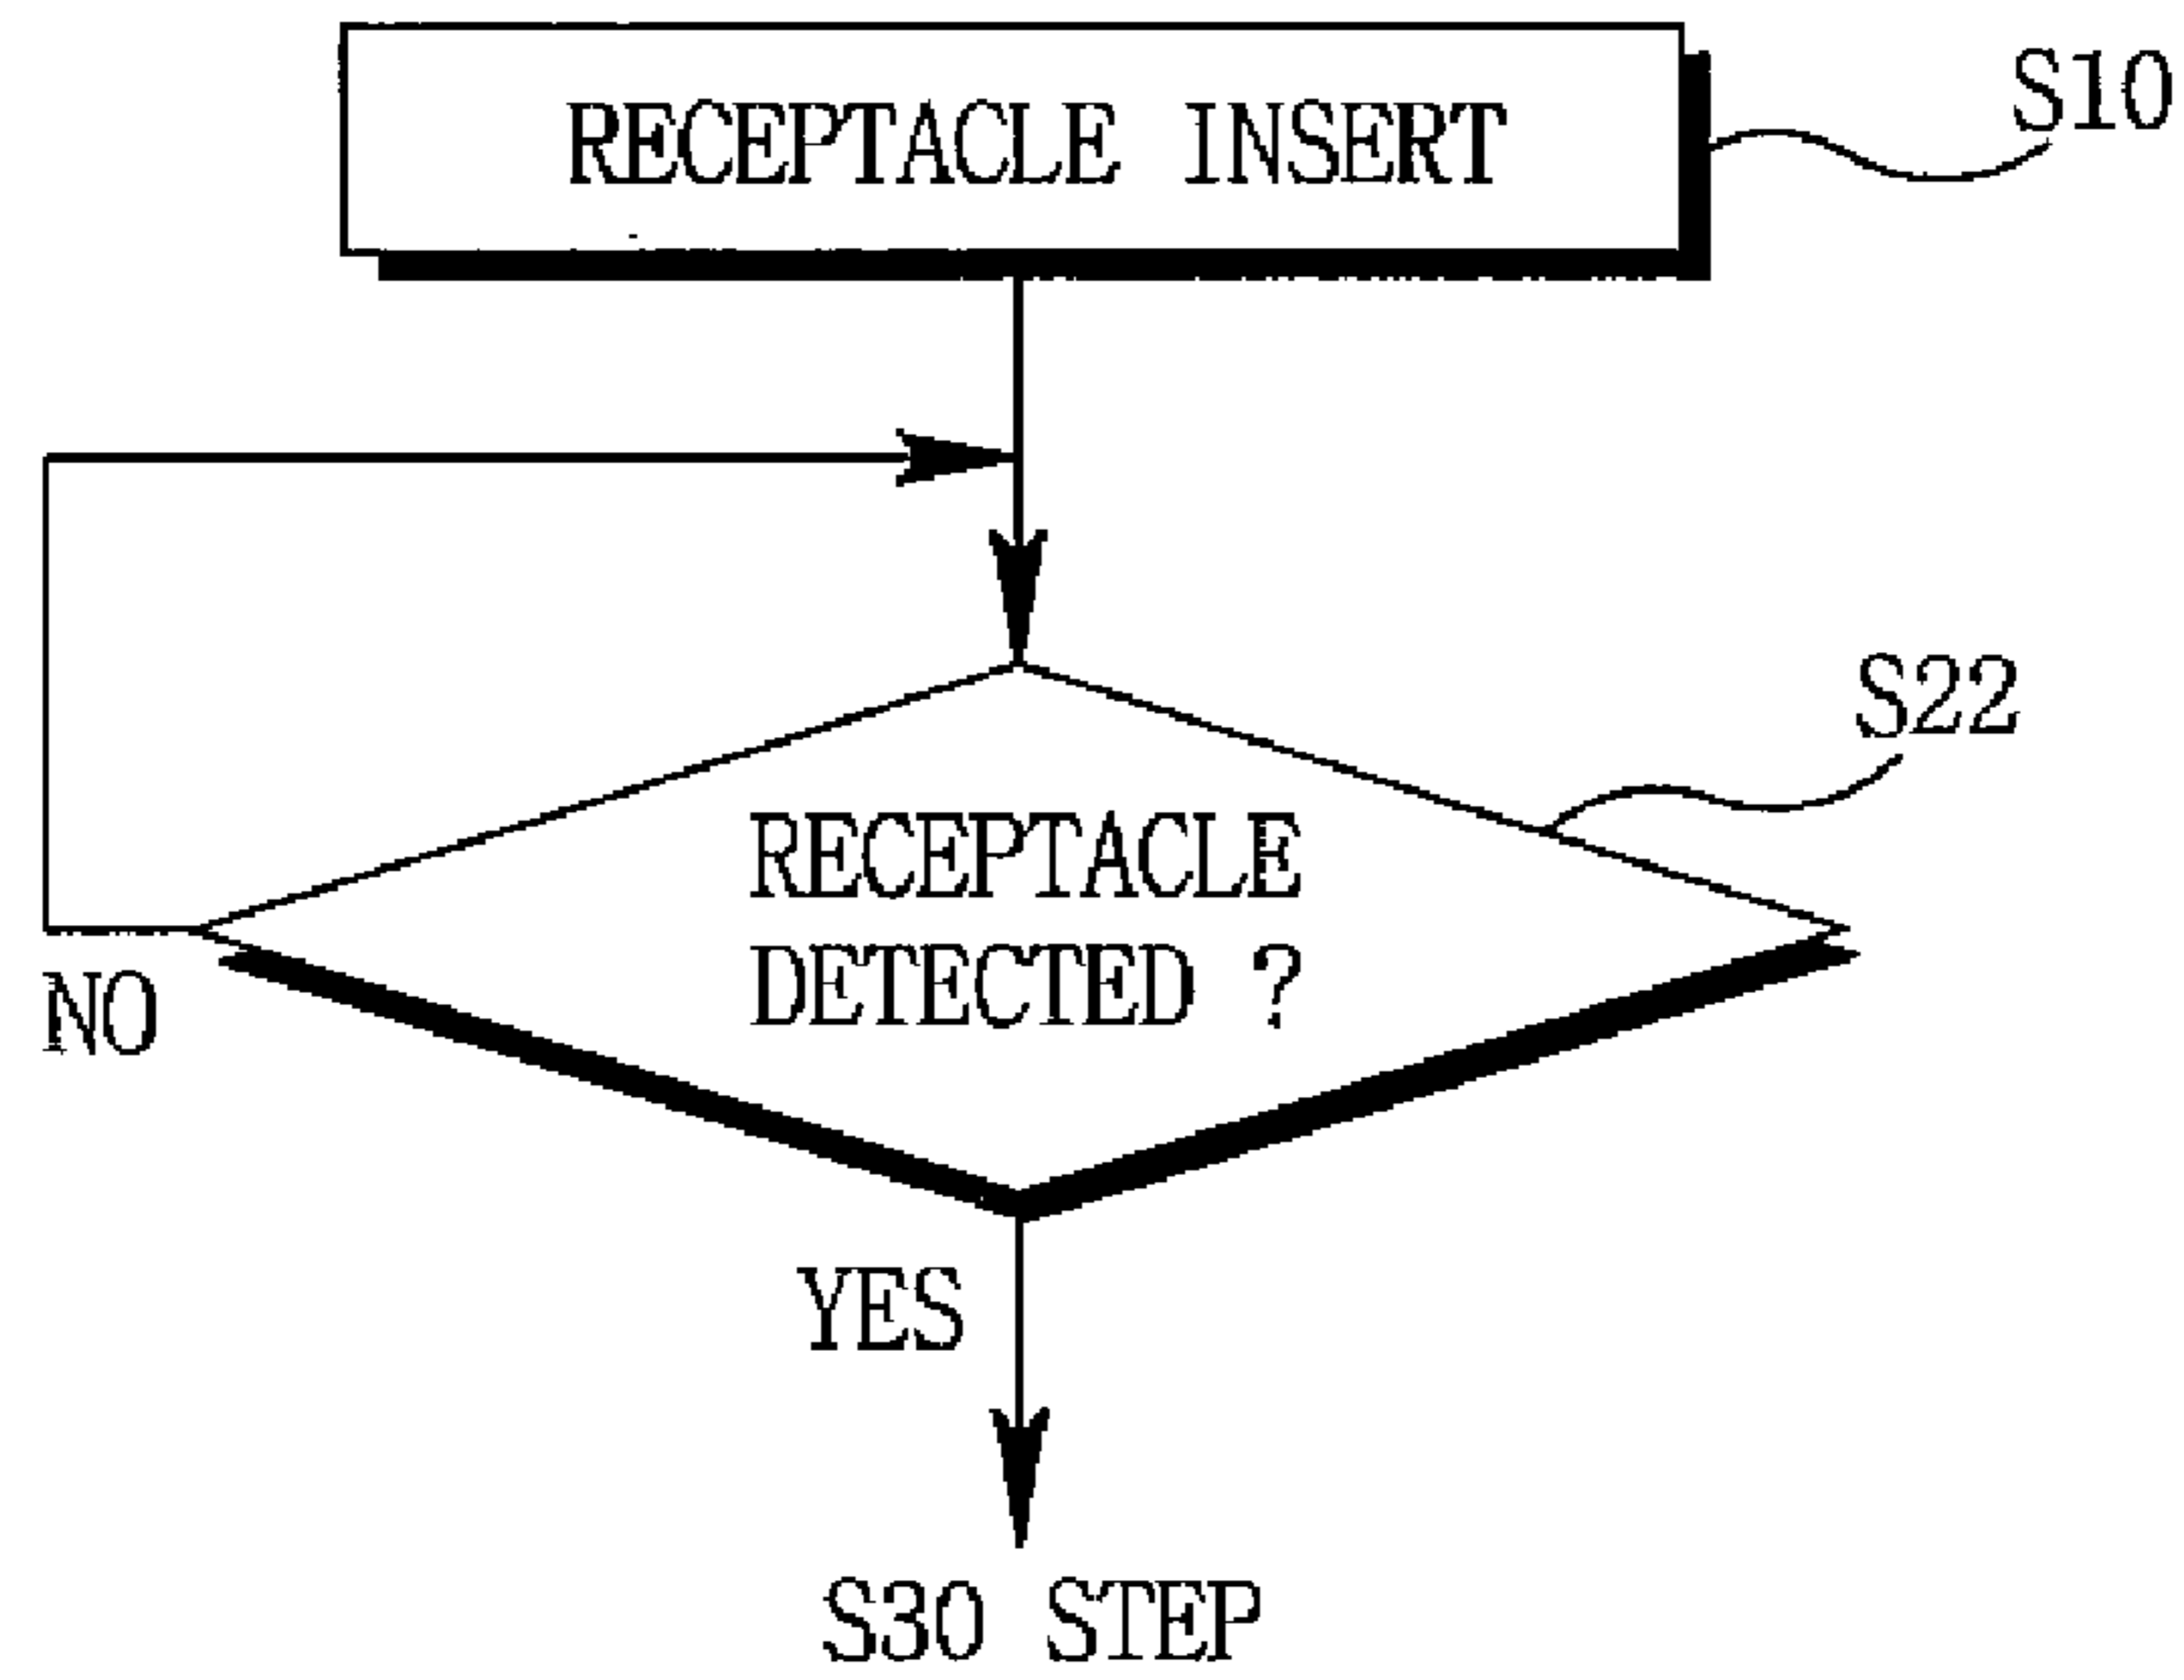 RECEPTACLE INSERT
S10
S22
RECEPTACLE
DETECTED ?
NO
YES
S30 STEP